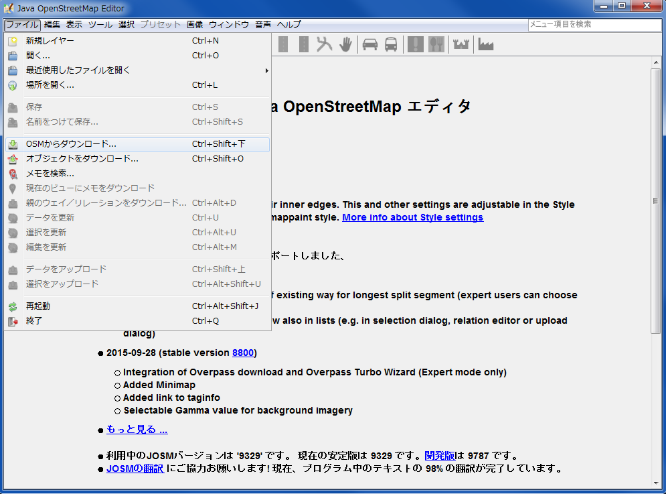 Java OpenStreetMap Editor
ファイル 編集 表示 ツール 選択 プリセット 画像 ウィンドウ 音声 ヘルプ メニュー項目を検索
新規レイヤー Ctrl+N
開く... Ctrl+O
最近使用したファイルを開く
場所を開く... Ctrl+L
保存 Ctrl+S
名前をつけて保存... Ctrl+Shift+S
OSMからダウンロード... Ctrl+Shift+下
オブジェクトをダウンロード... Ctrl+Shift+O
メモを検索...
現在のビューにメモをダウンロード
親のウェイ/リレーションをダウンロード... Ctrl+Alt+D
データを更新 Ctrl+U
選択を更新 Ctrl+Alt+U
編集を更新 Ctrl+Alt+M
データをアップロード Ctrl+Shift+上
選択をアップロード Ctrl+Alt+Shift+U
再起動 Ctrl+Alt+Shift+J
終了 Ctrl+Q
a OpenStreetMap エディタ
ir inner edges. This and other settings are adjustable in the Style
mappaint style. More info about Style settings
ポートしました、
f existing way for longest split segment (expert users can choose
w also in lists (e.g. in selection dialog, relation editor or upload
dialog)
● 2015-09-28 (stable version 8800)
○ Integration of Overpass download and Overpass Turbo Wizard (Expert mode only)
○ Added Minimap
○ Added link to taginfo
○ Selectable Gamma value for background imagery
● もっと見る ...
● 利用中のJOSMバージョンは '9329' です。 現在の安定版は 9329 です。開発版は 9787 です。
● JOSMの翻訳 にご協力お願いします! 現在、プログラム中のテキストの 98% の翻訳が完了しています。